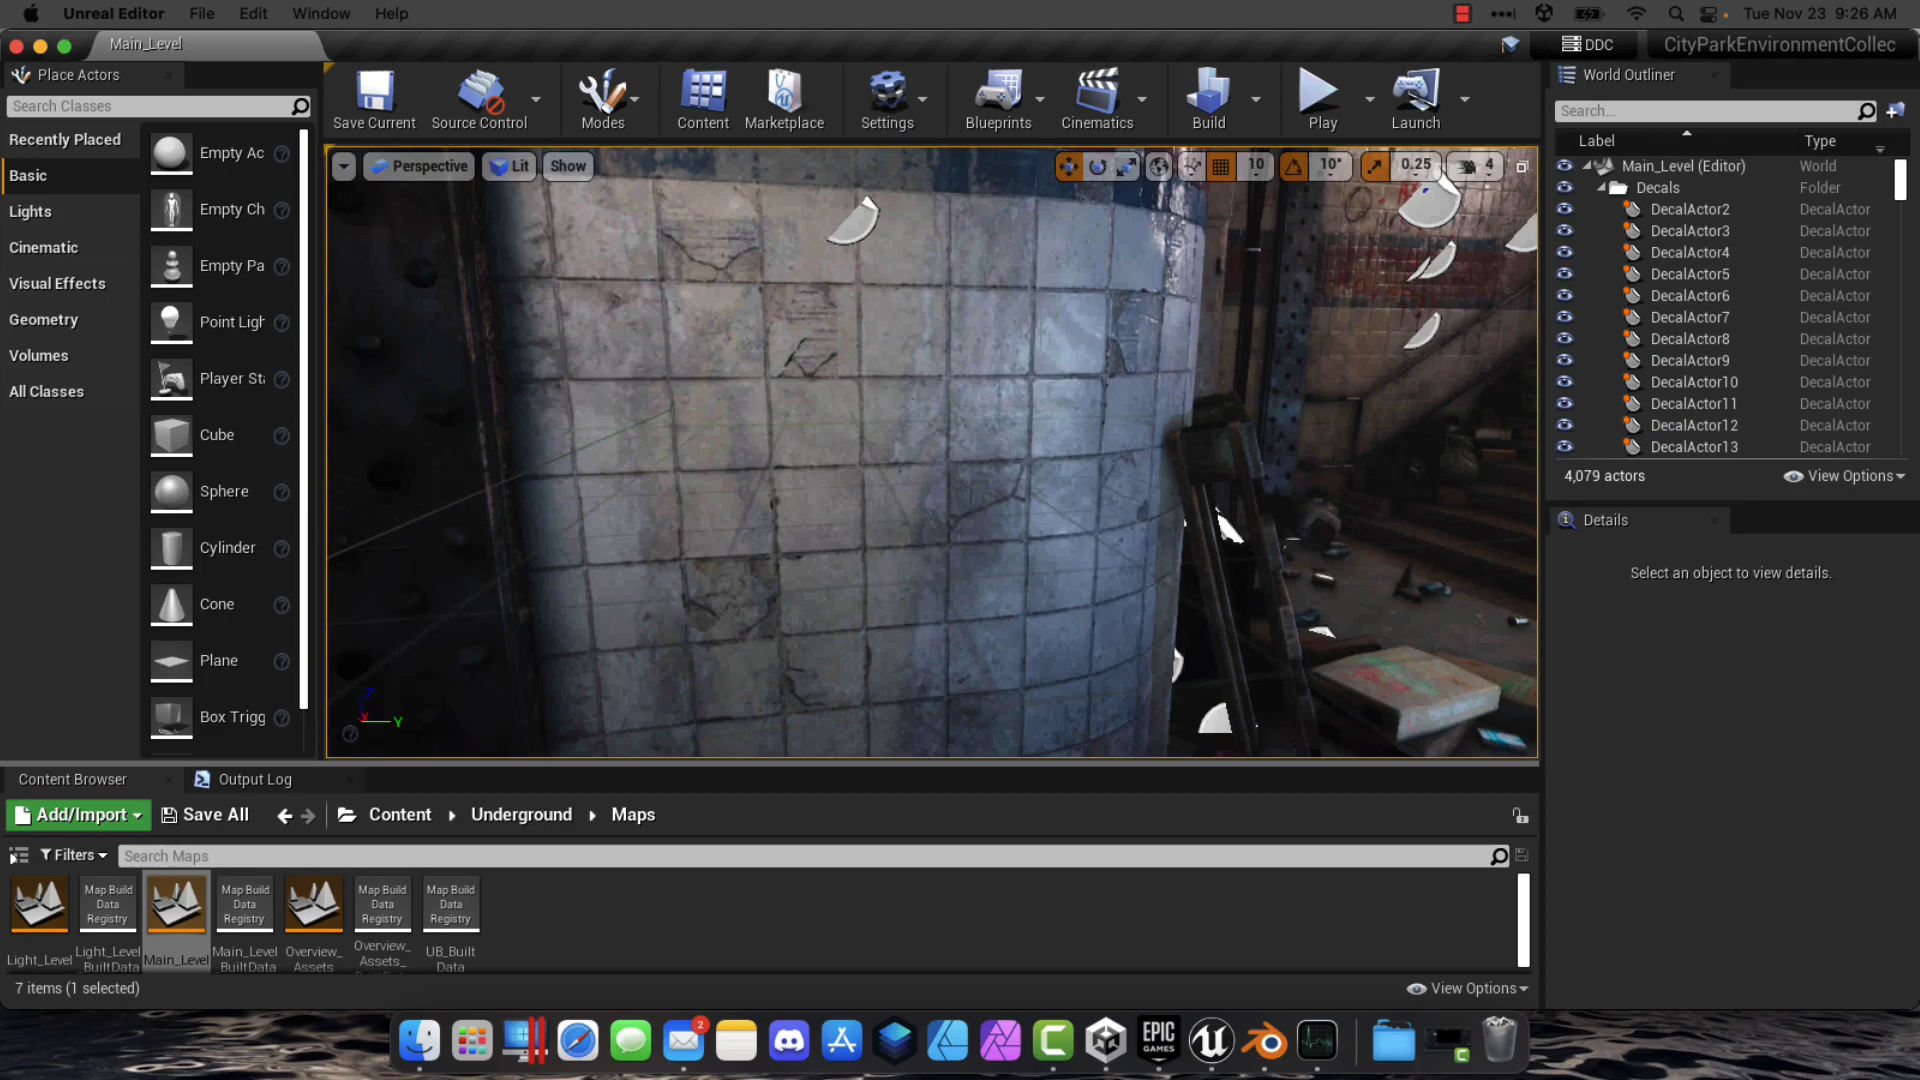 Unreal Editor File Edit Window Help
Tue Nov 23 9:26 AM
Main_Level
DDC
CityParkEnvironmentCollec
Place Actors
Search Classes
Recently Placed
Basic
Lights
Cinematic
Visual Effects
Geometry
Volumes
All Classes
Empty Ac
Empty Ch
Empty Pa
Point Ligh
Player Sta
Cube
Sphere
Cylinder
Cone
Plane
Box Trigg
Save Current
Source Control
Modes
Content
Marketplace
Settings
Blueprints
Cinematics
Build
Play
Launch
Perspective
Lit
Show
10
10°
0.25
4
Z
X
Y
World Outliner
Search...
Label
Type
Main_Level (Editor) World
Decals Folder
DecalActor2 DecalActor
DecalActor3 DecalActor
DecalActor4 DecalActor
DecalActor5 DecalActor
DecalActor6 DecalActor
DecalActor7 DecalActor
DecalActor8 DecalActor
DecalActor9 DecalActor
DecalActor10 DecalActor
DecalActor11 DecalActor
DecalActor12 DecalActor
DecalActor13 DecalActor
4,079 actors
View Options
Details
Select an object to view details.
Content Browser
Output Log
Add/Import
Save All
Content
Underground
Maps
Filters
Search Maps
Map Build
Data
Registry
Map Build
Data
Registry
Map Build
Data
Registry
Map Build
Data
Registry
Light_Level
Light_Level
_BuiltData
Main_Level
Main_Level
_BuiltData
Overview_
Assets
Overview_
Assets_
UB_Built
Data
7 items (1 selected)
View Options
2
EPIC
GAMES